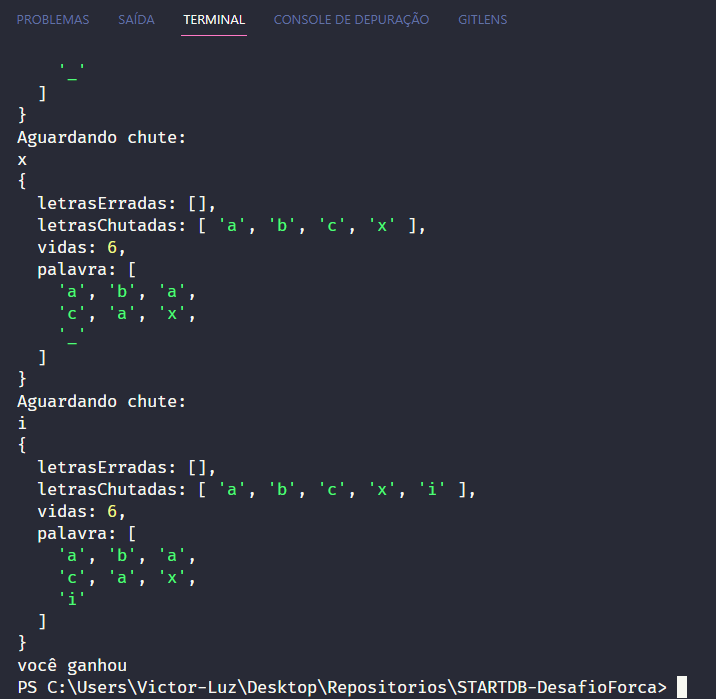 PROBLEMAS SAÍDA TERMINAL CONSOLE DE DEPURAÇÃO GITLENS
'_'
]
}
Aguardando chute:
x
{
letrasErradas: [],
letrasChutadas: [ 'a', 'b', 'c', 'x' ],
vidas: 6,
palavra: [
'a', 'b', 'a',
'c', 'a', 'x',
'_'
]
}
Aguardando chute:
i
{
letrasErradas: [],
letrasChutadas: [ 'a', 'b', 'c', 'x', 'i' ],
vidas: 6,
palavra: [
'a', 'b', 'a',
'c', 'a', 'x',
'i'
]
}
você ganhou
PS C:\Users\Victor-Luz\Desktop\Repositorios\STARTDB-DesafioForca>